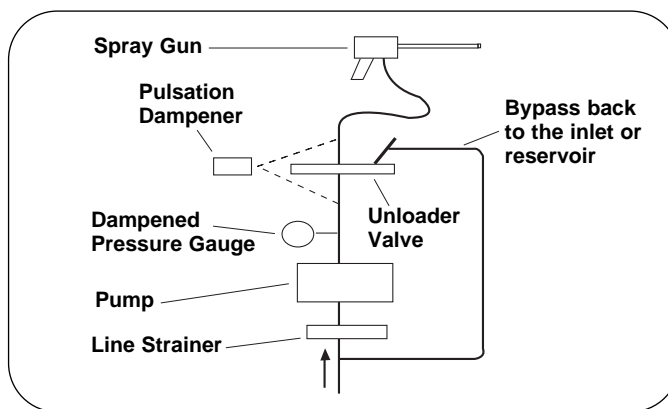 Spray Gun
Pulsation
Dampener
Bypass back
to the inlet or
reservoir
Dampened
Pressure Gauge
Unloader
Valve
Pump
Line Strainer